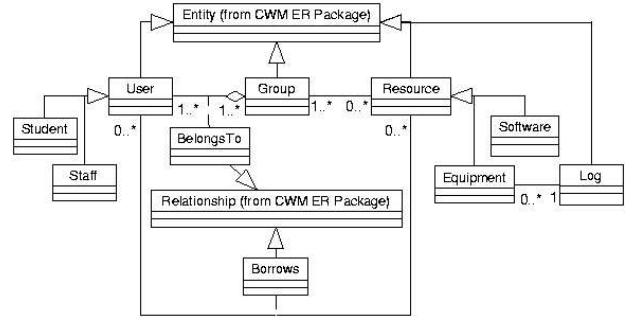 Entity (from CWM ER Package)
User
Group
Resource
1..*
1..*
1..*
0..*
Student
0..*
BelongsTo
0..*
Software
Staff
Equipment
Log
0..*
1
Relationship (from CWM ER Package)
Borrows